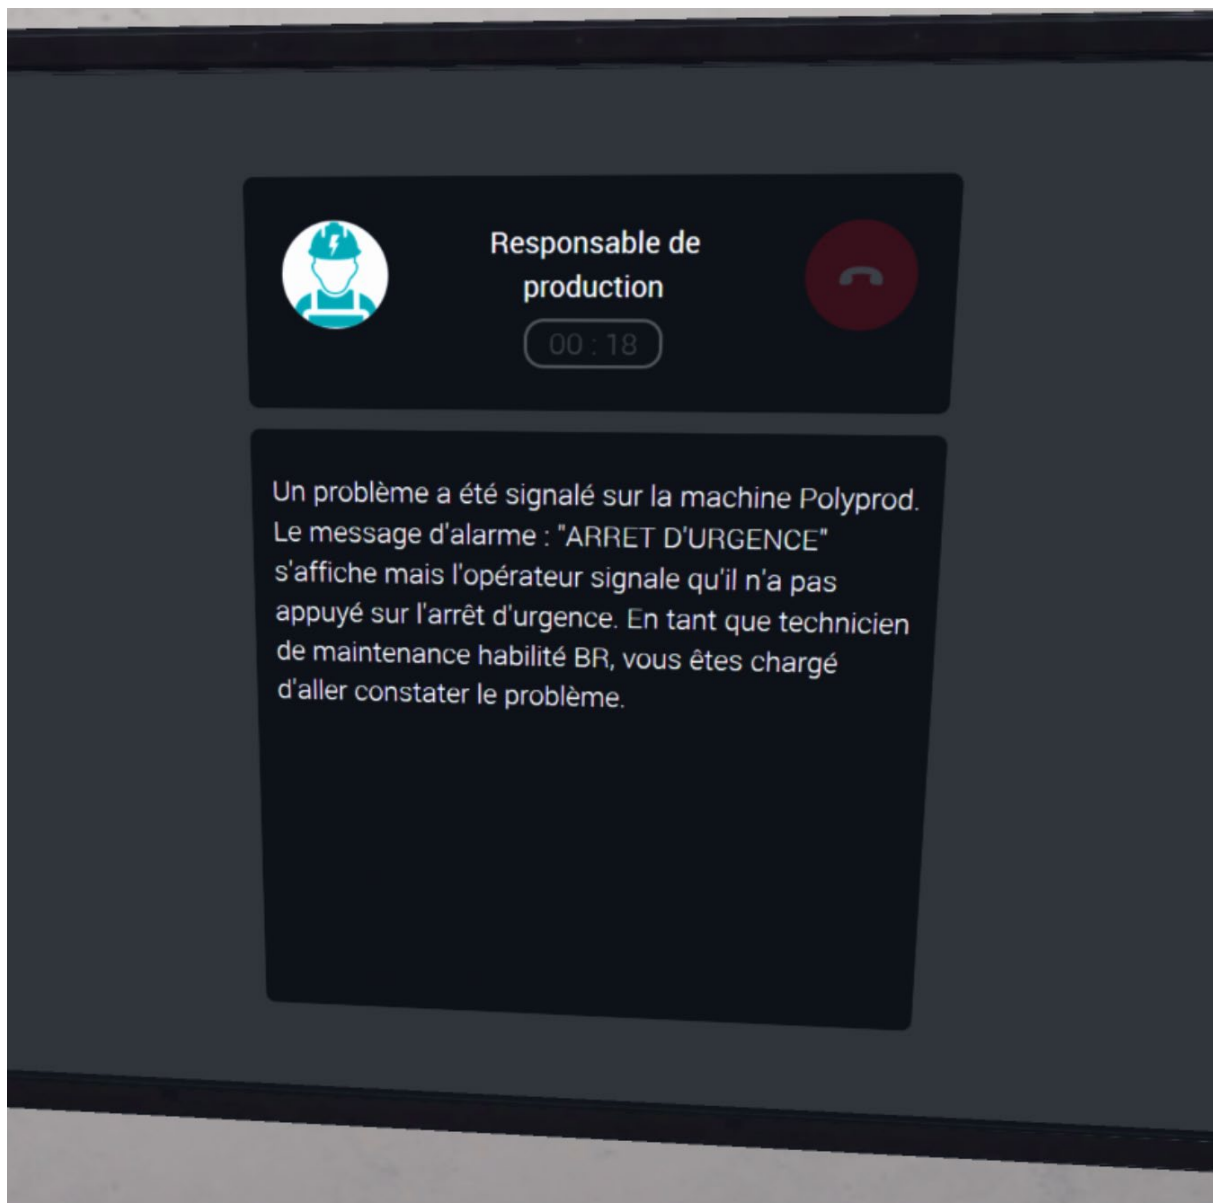 Responsable de
production
00 : 18
Un problème a été signalé sur la machine Polyprod.
Le message d'alarme : "ARRET D'URGENCE"
s'affiche mais l'opérateur signale qu'il n'a pas
appuyé sur l'arrêt d'urgence. En tant que technicien
de maintenance habilité BR, vous êtes chargé
d'aller constater le problème.